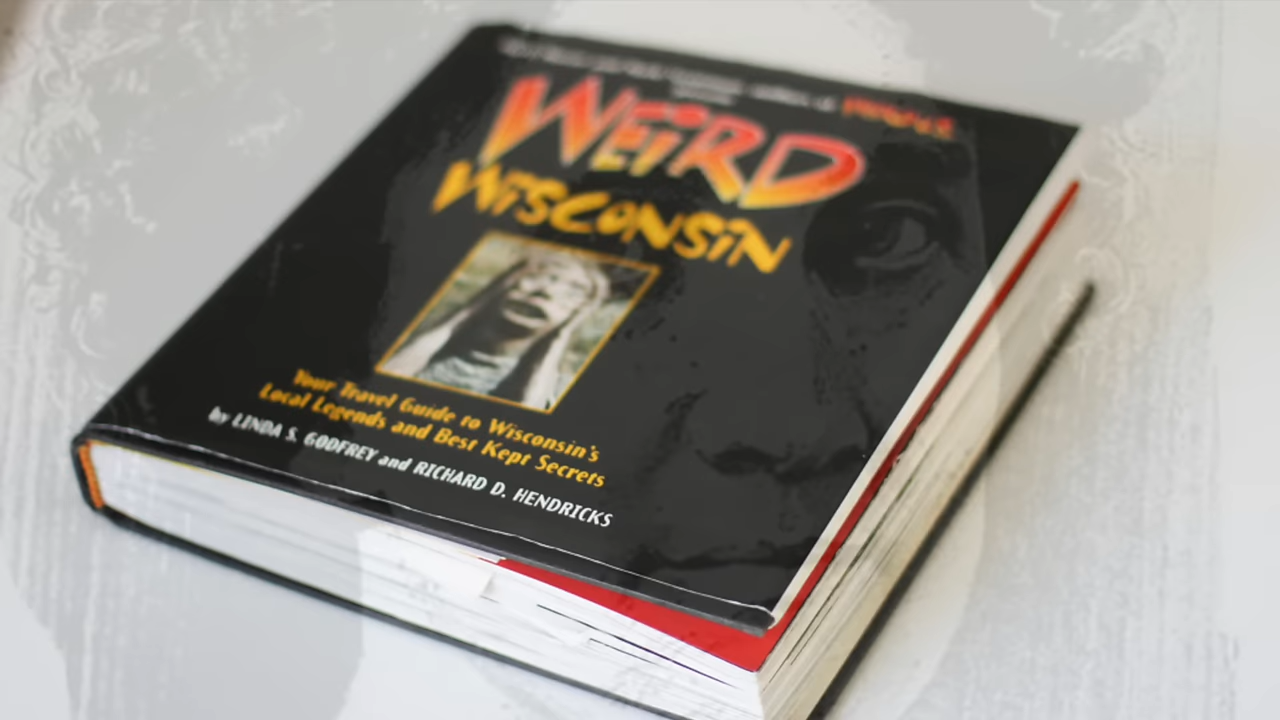 WEiRD
WiSCONSiN
Your Travel Guide to Wisconsin's
Local Legends and Best Kept Secrets
by LINDA S. GODFREY and RICHARD D. HENDRICKS